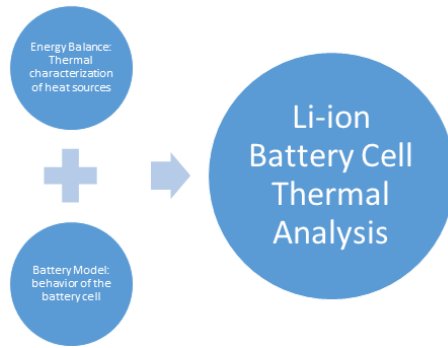 Energy Balance:
Thermal
characterization
of heat sources
Battery Model:
behavior of the
battery cell
Li-ion
Battery Cell
Thermal
Analysis